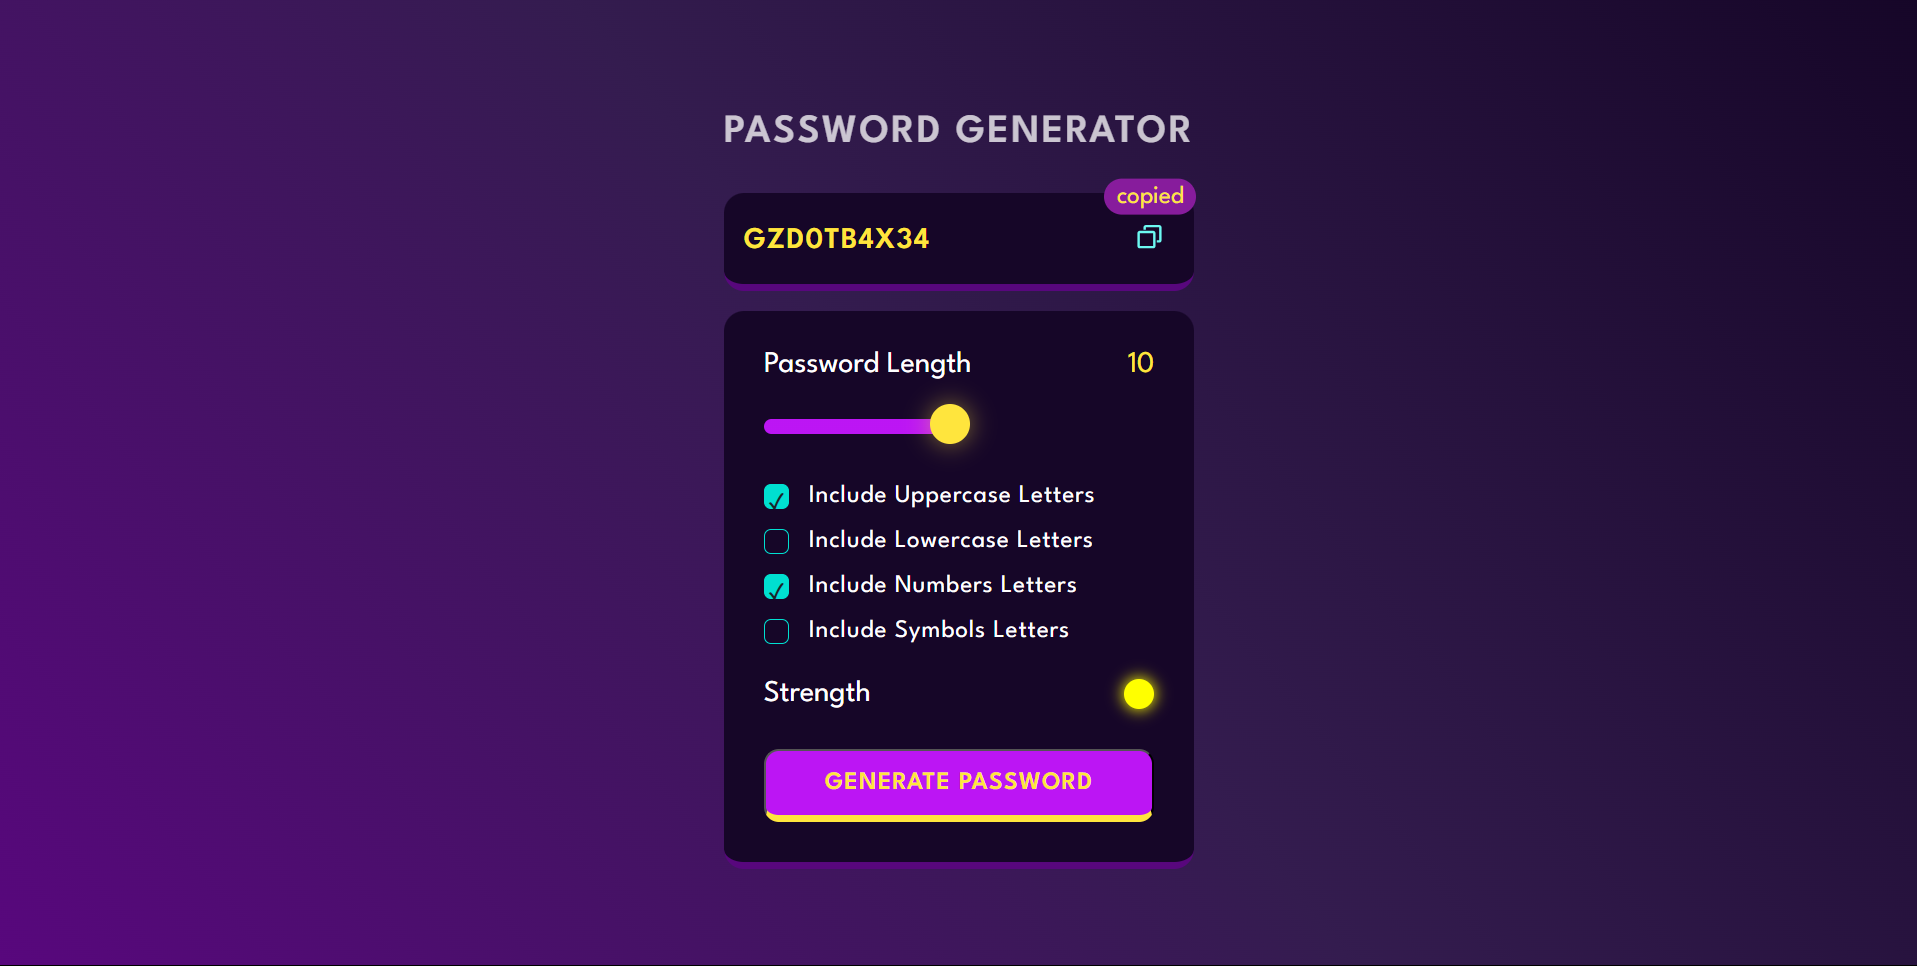 PASSWORD GENERATOR
copied
GZD0TB4X34
Password Length 10
Include Uppercase Letters
Include Lowercase Letters
Include Numbers Letters
Include Symbols Letters
Strength
GENERATE PASSWORD